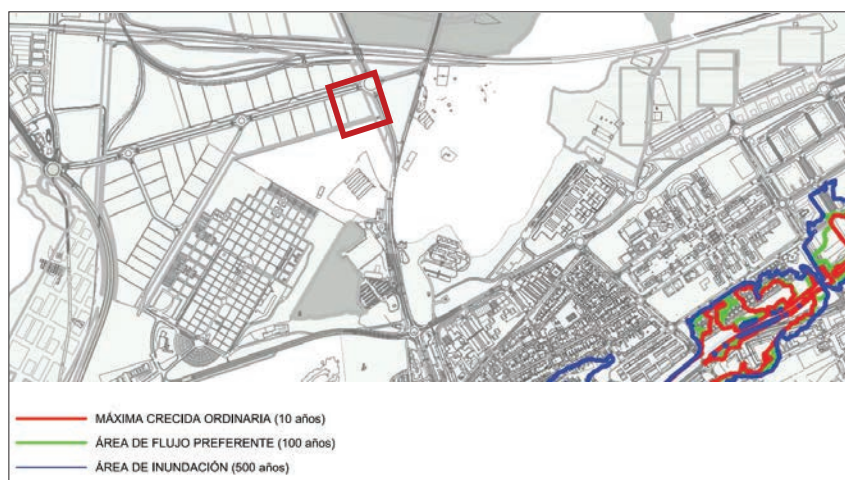 MÁXIMA CRECIDA ORDINARIA (10 años)
ÁREA DE FLUJO PREFERENTE (100 años)
ÁREA DE INUNDACIÓN (500 años)